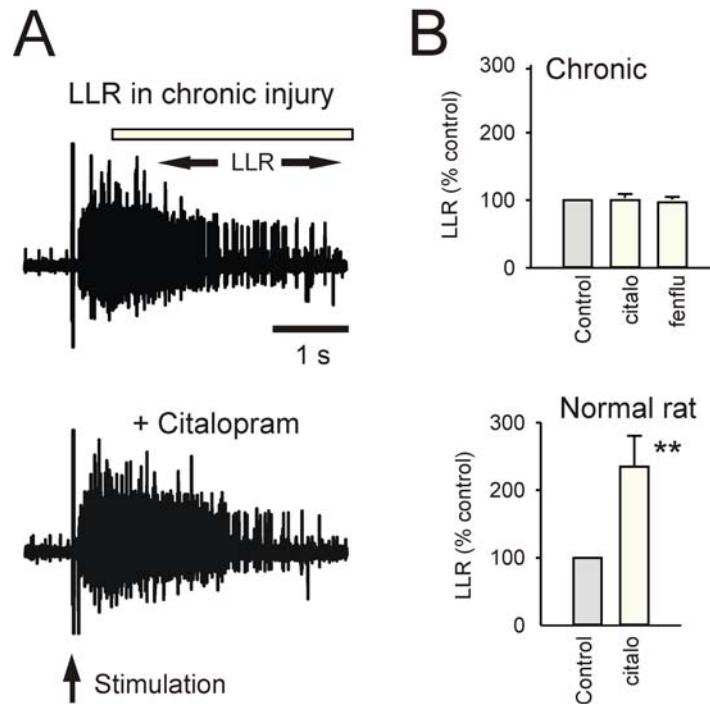 A
LLR in chronic injury
LLR
1 s
+ Citalopram
Stimulation
B
Chronic
LLR (% control)
300
200
100
0
Control
citalo
fenflu
Normal rat
LLR (% control)
300
200
100
0
**
Control
citalo